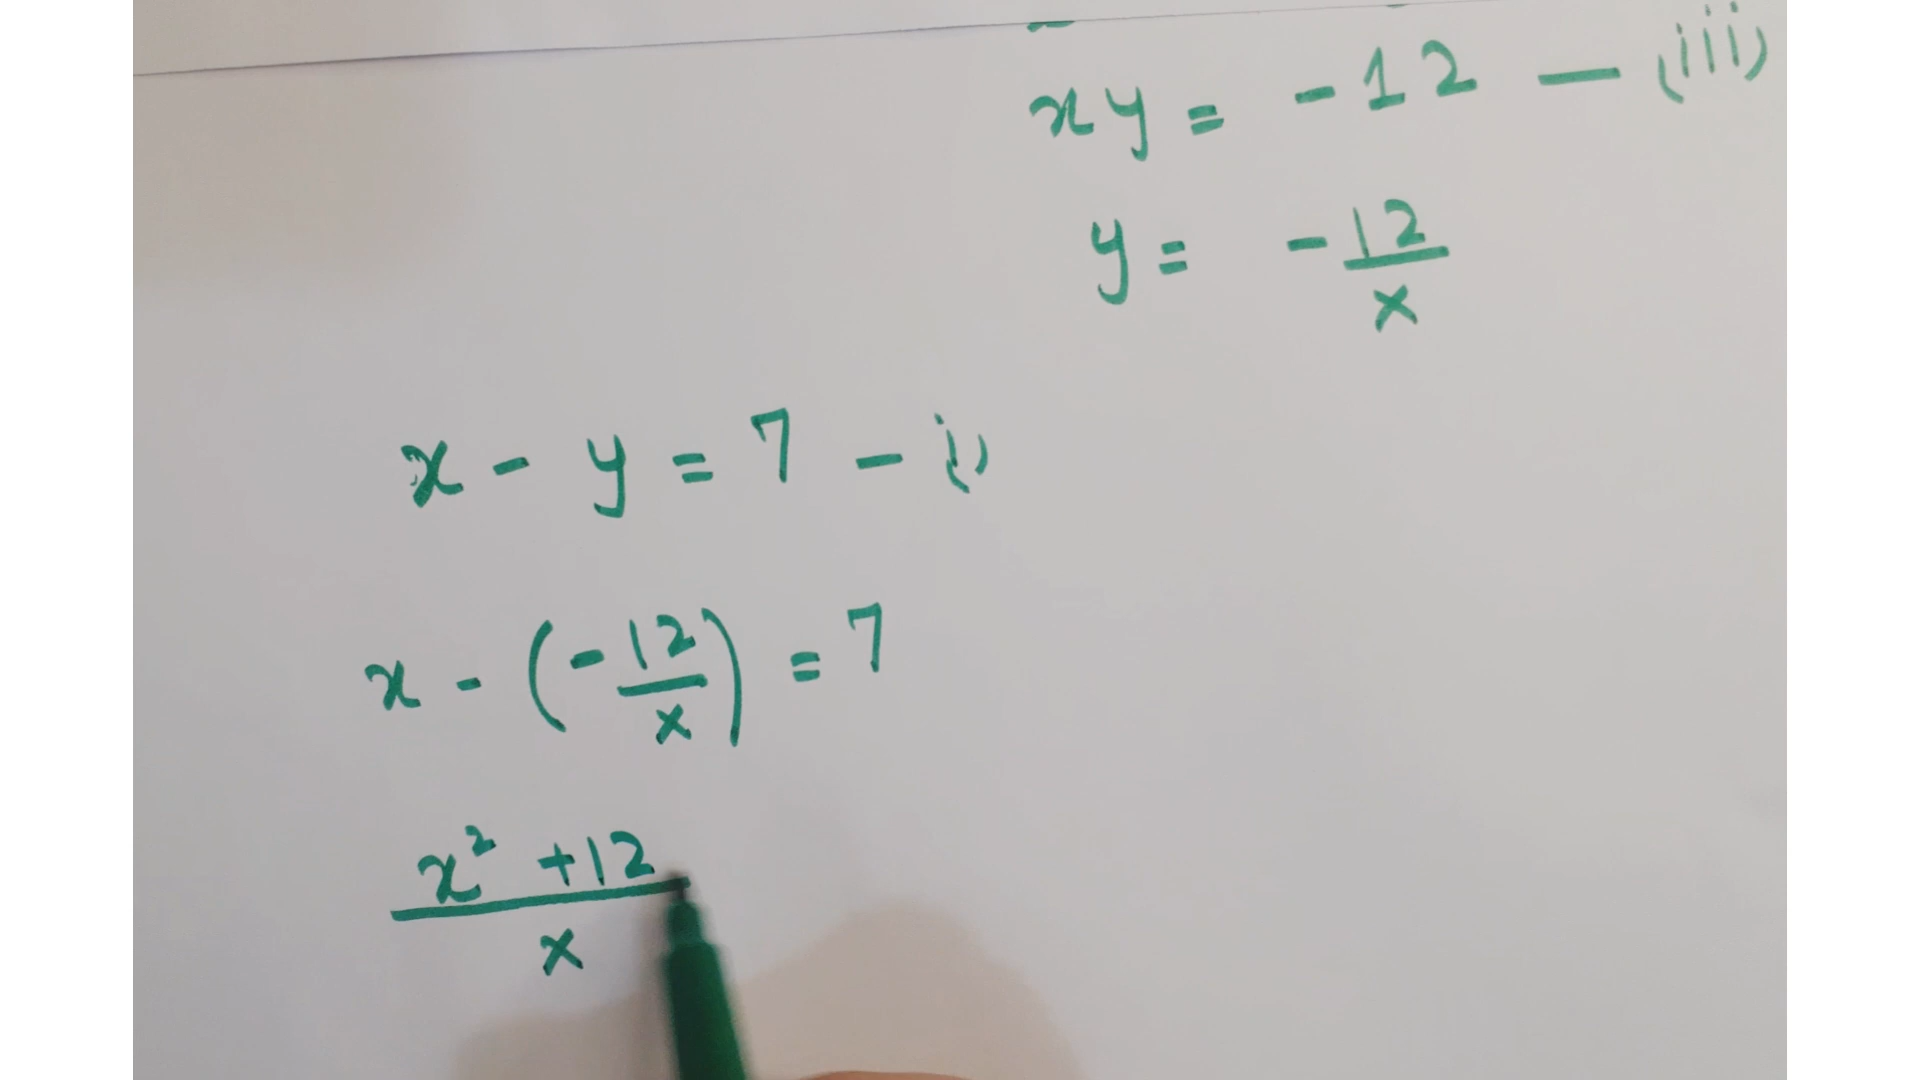 xy = -12 — (iii)
y = -12/x
x - y = 7 — (i)
x - (-12/x) = 7
x² +12/x